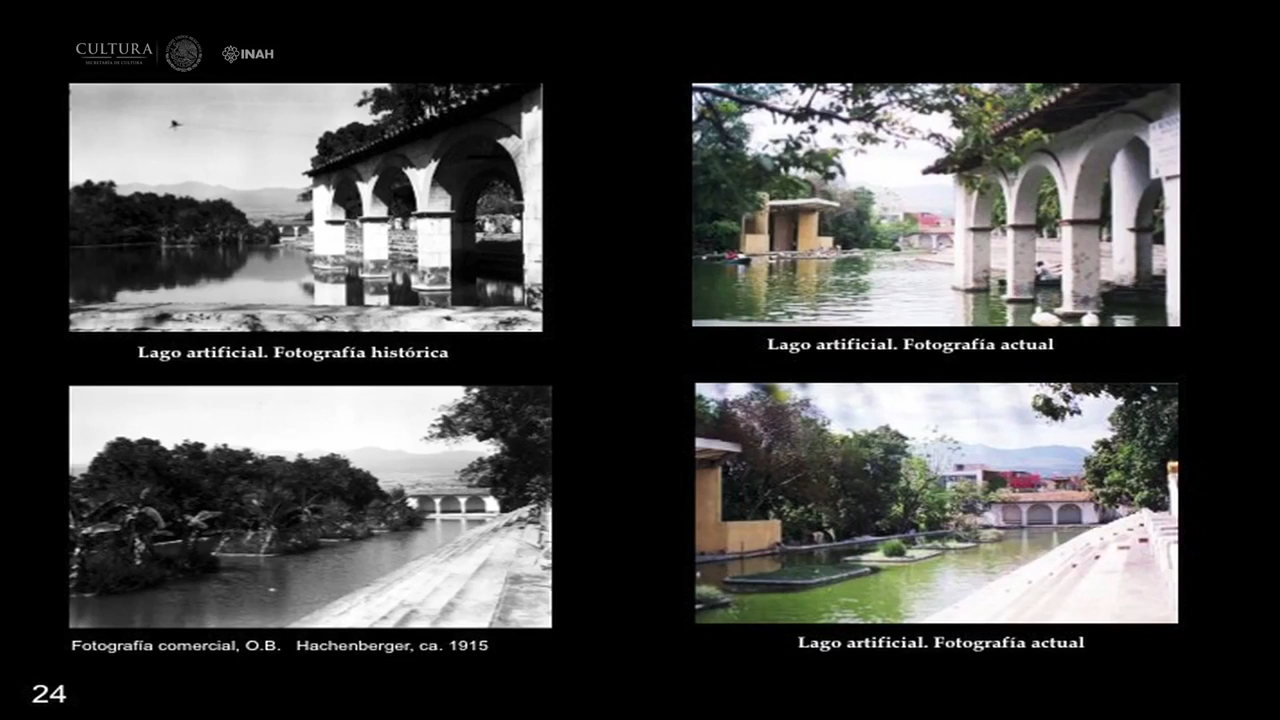 CULTURA
SECRETARÍA DE CULTURA
INAH
Lago artificial. Fotografía histórica
Lago artificial. Fotografía actual
Fotografía comercial, O.B. Hachenberger, ca. 1915
Lago artificial. Fotografía actual
24